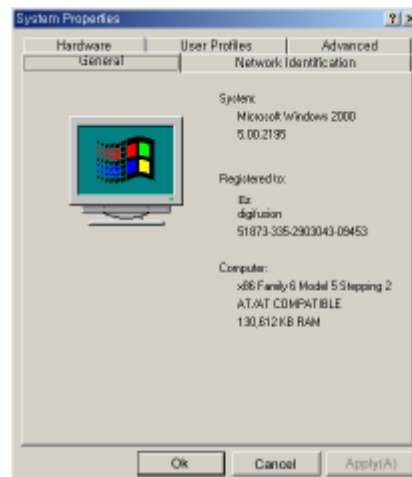 System Properties
Hardware
User Profiles
Advanced
General
Network Identification
System:
Microsoft Windows 2000
5.00.2195
Registered to:
Ez
digifusion
51873-335-2903043-09453
Computer:
x86 Family 6 Model 5 Stepping 2
AT/AT COMPATIBLE
130,612 KB RAM
Ok
Cancel
Apply(A)